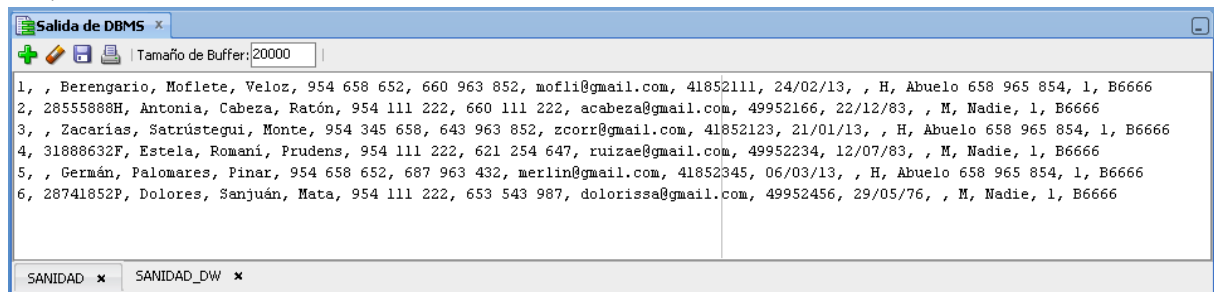 Salida de DBMS
Tamaño de Buffer: 20000
1, , Berengario, Moflete, Veloz, 954 658 652, 660 963 852, mofli@gmail.com, 41852111, 24/02/13, , H, Abuelo 658 965 854, 1, B6666
2, 28555888H, Antonia, Cabeza, Ratón, 954 111 222, 660 111 222, acabeza@gmail.com, 49952166, 22/12/83, , M, Nadie, 1, B6666
3, , Zacarías, Satrústegui, Monte, 954 345 658, 643 963 852, zcorr@gmail.com, 41852123, 21/01/13, , H, Abuelo 658 965 854, 1, B6666
4, 31888632F, Estela, Romaní, Prudens, 954 111 222, 621 254 647, ruizae@gmail.com, 49952234, 12/07/83, , M, Nadie, 1, B6666
5, , Germán, Palomares, Pinar, 954 658 652, 687 963 432, merlin@gmail.com, 41852345, 06/03/13, , H, Abuelo 658 965 854, 1, B6666
6, 28741852P, Dolores, Sanjuán, Mata, 954 111 222, 653 543 987, dolorissa@gmail.com, 49952456, 29/05/76, , M, Nadie, 1, B6666
SANIDAD SANIDAD_DW